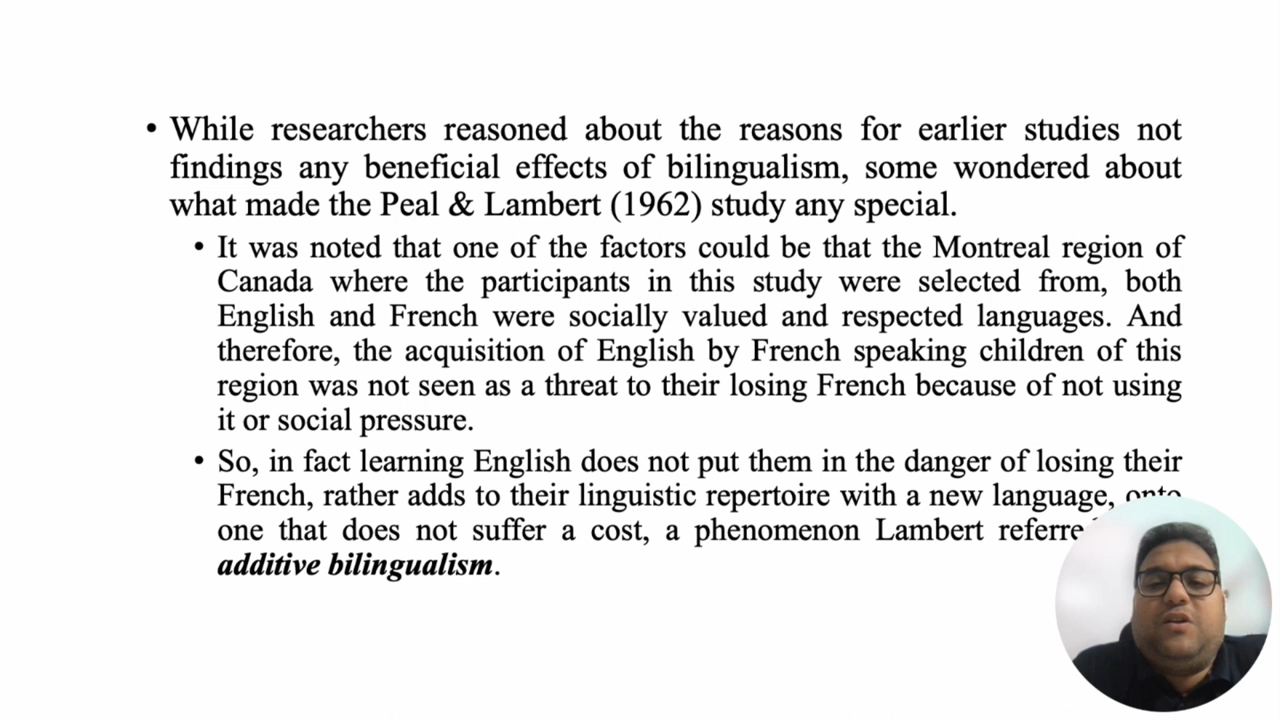 • While researchers reasoned about the reasons for earlier studies not
findings any beneficial effects of bilingualism, some wondered about
what made the Peal & Lambert (1962) study any special.
• It was noted that one of the factors could be that the Montreal region of
Canada where the participants in this study were selected from, both
English and French were socially valued and respected languages. And
therefore, the acquisition of English by French speaking children of this
region was not seen as a threat to their losing French because of not using
it or social pressure.
• So, in fact learning English does not put them in the danger of losing their
French, rather adds to their linguistic repertoire with a new language, onto
one that does not suffer a cost, a phenomenon Lambert
additive bilingualism.